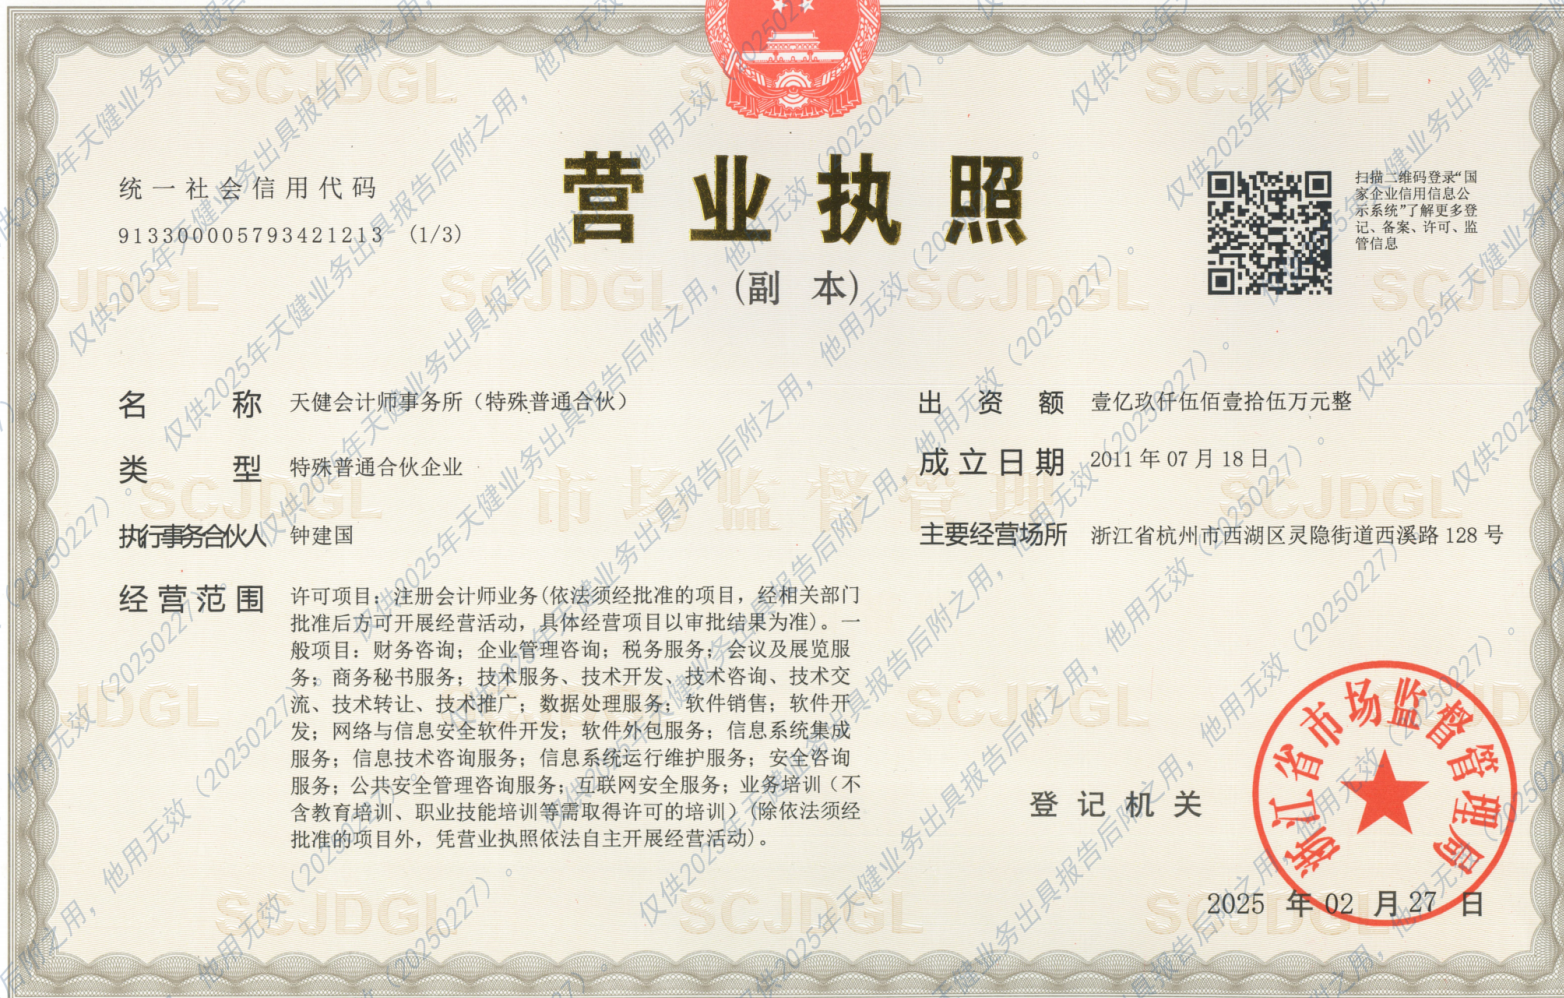 营业执照
(副 本)
统一社会信用代码
913300005793421213 (1/3)
扫描二维码登录“国
家企业信用信息公
示系统”了解更多登
记、备案、许可、监
管信息
名 称 天健会计师事务所（特殊普通合伙）
类 型 特殊普通合伙企业
执行事务合伙人 钟建国
经营范围 许可项目：注册会计师业务(依法须经批准的项目，经相关部门
批准后方可开展经营活动，具体经营项目以审批结果为准)。一
般项目：财务咨询；企业管理咨询；税务服务；会议及展览服
务；商务秘书服务；技术服务、技术开发、技术咨询、技术交
流、技术转让、技术推广；数据处理服务；软件销售；软件开
发；网络与信息安全软件开发；软件外包服务；信息系统集成
服务；信息技术咨询服务；信息系统运行维护服务；安全咨询
服务；公共安全管理咨询服务；互联网安全服务；业务培训（不
含教育培训、职业技能培训等需取得许可的培训）(除依法须经
批准的项目外，凭营业执照依法自主开展经营活动)。
出 资 额 壹亿玖仟伍佰壹拾伍万元整
成立日期 2011年07月18日
主要经营场所 浙江省杭州市西湖区灵隐街道西溪路128号
登记机关
浙江省市场监督管理局
2025 年 02 月 27 日
SCJDGL
市场监督管理
仅供2025年天健业务出具报告后附之用，他用无效（20250227）。